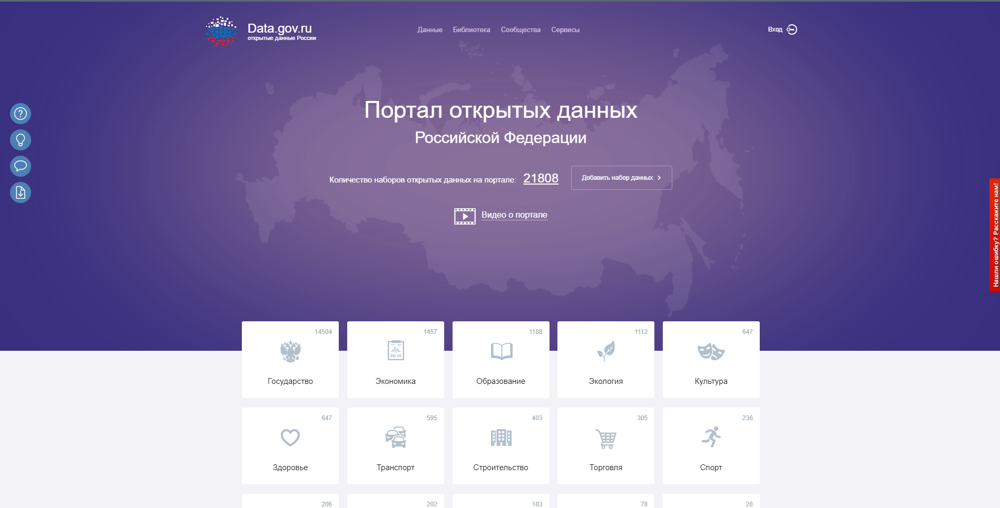 Data.gov.ru
открытые данные России
Данные Библиотека Сообщества Сервисы
Вход
Портал открытых данных
Российской Федерации
Количество наборов открытых данных на портале: 21808
Добавить набор данных
Видео о портале
Нашли ошибку? Расскажите нам!
14504
Государство
1457
Экономика
1188
Образование
1112
Экология
647
Культура
647
Здоровье
595
Транспорт
403
Строительство
305
Торговля
236
Спорт
206
202
183
78
28